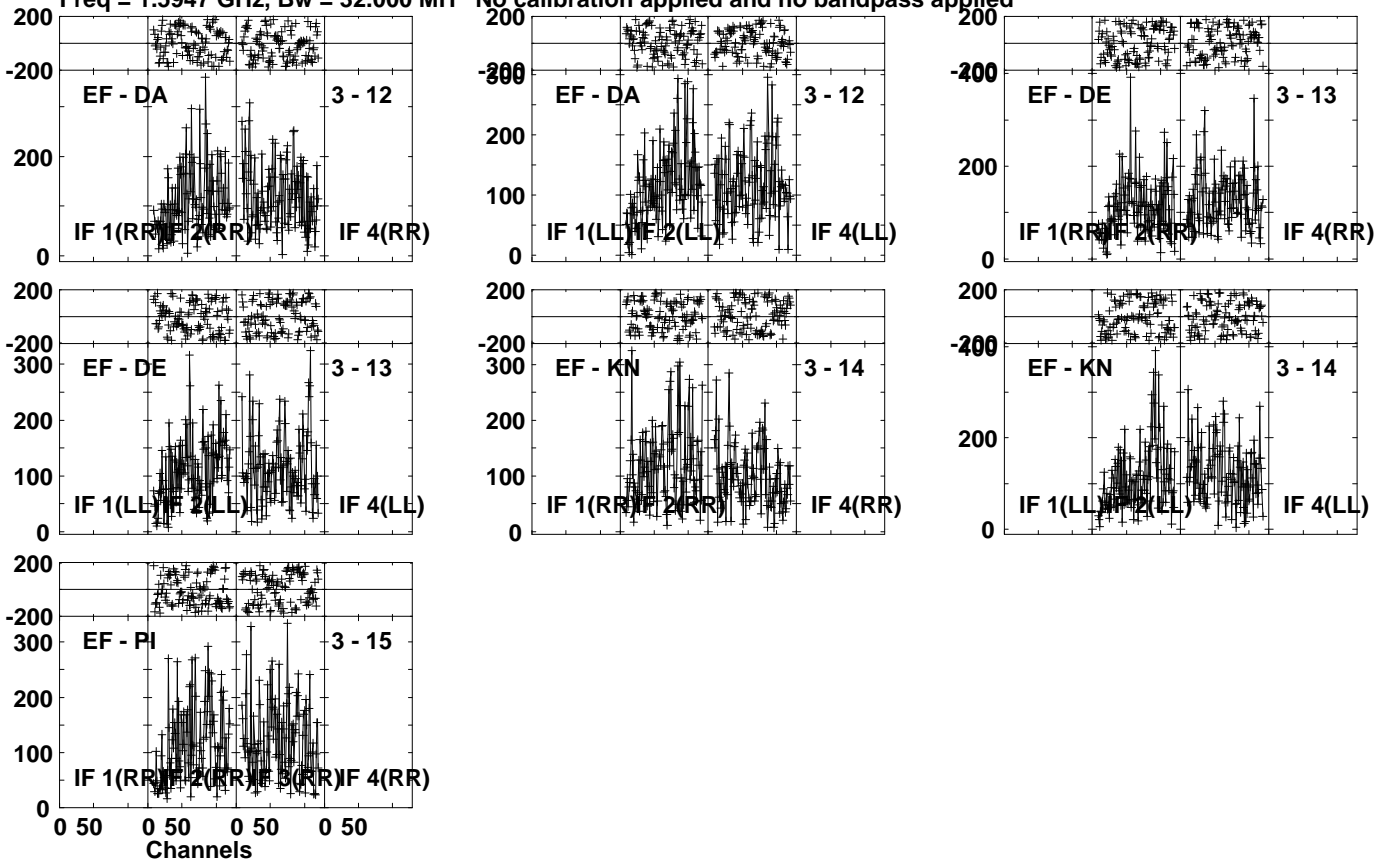 Freq = 1.5947 GHz, Bw = 32.000 MH No calibration applied and no bandpass applied
200
-200
EF - DA 3 - 12
200
0
IF 1(RR) IF 2(RR) IF 4(RR)
200
-200
300
EF - DA 3 - 12
200
100
0
IF 1(LL) IF 2(LL) IF 4(LL)
200
-200
400
EF - DE 3 - 13
200
0
IF 1(RR) IF 2(RR) IF 4(RR)
200
-200
300
EF - DE 3 - 13
200
100
0
IF 1(LL) IF 2(LL) IF 4(LL)
200
-200
300
EF - KN 3 - 14
200
100
0
IF 1(RR) IF 2(RR) IF 4(RR)
200
-200
400
EF - KN 3 - 14
200
0
IF 1(LL) IF 2(LL) IF 4(LL)
200
-200
300
EF - PI 3 - 15
200
100
0
IF 1(RR) IF 2(RR) IF 3(RR) IF 4(RR)
0 50 0 50 0 50 0 50
Channels